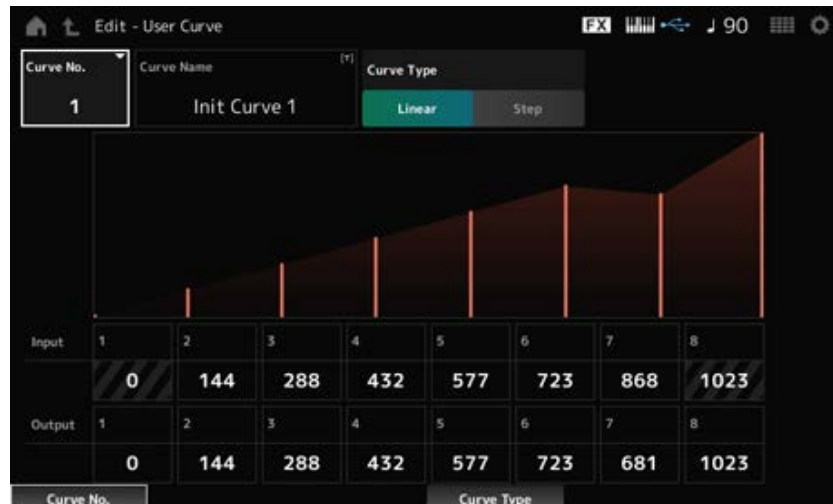 Edit - User Curve FX ♩ 90
Curve No. Curve Name [T] Curve Type
1 Init Curve 1 Linear Step
Input 1 2 3 4 5 6 7 8
0 144 288 432 577 723 868 1023
Output 1 2 3 4 5 6 7 8
0 144 288 432 577 723 681 1023
Curve No. Curve Type